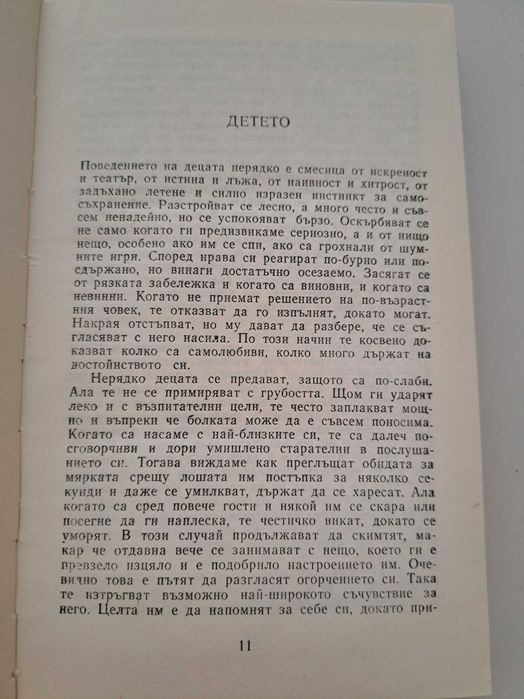 ДЕТЕТО
Поведението на децата нерядко е смесица от искреност
и театър, от истина и лъжа, от наивност и хитрост, от
задъхано летене и силно изразен инстинкт за само-
съхранение. Разстройват се лесно, а много често и съв-
сем ненадейно, но се успокояват бързо. Оскърбяват се
не само когато ги предизвикаме сериозно, а и от нищо
нещо, особено ако им се спи, ако са грохнали от шум-
ните игри. Според нрава си реагират по-бурно или по-
сдържано, но винаги достатъчно осезаемо. Засягат се
от рязката забележка и когато са виновни, и когато са
невинни. Когато не приемат решението на по-възраст-
ния човек, те отказват да го изпълнят, докато могат.
Накрая отстъпват, но му дават да разбере, че се съ-
гласяват с него насила. По този начин те косвено до-
казват колко са самолюбиви, колко много държат на
достойнството си.
Нерядко децата се предават, защото са по-слаби.
Ала те не се примиряват с грубостта. Щом ги ударят
леко и с възпитателни цели, те често заплакват мощ-
но и въпреки че болката може да е съвсем поносима.
Когато са насаме с най-близките си, те са далеч по-
сговорчиви и дори умишлено старателни в послуша-
нието си. Тогава виждаме как преглъщат обидата за
мярката срещу лошата им постъпка за няколко се-
кунди и даже се умилкват, държат да се харесат. Ала
когато са сред повече гости и някой им се скара или
посегне да ги наплеска, те честичко викат, докато се
уморят. В този случай продължават да скимтят, ма-
кар че отдавна вече се занимават с нещо, което ги е
превзело изцяло и е подобрило настроението им. Оче-
видно това е пътят да разгласят огорчението си. Така
те изтръгват възможно най-широкото съчувствие за
него. Целта им е да напомнят за себе си, докато при-
11